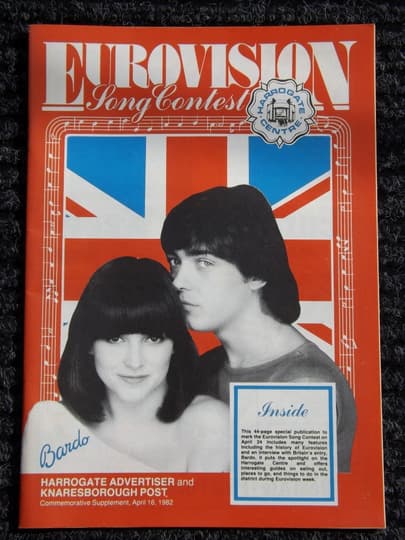 EUROVISION
Song Contest
HARROGATE
CENTRE
Inside
This 44-page special publication to
mark the Eurovision Song Contest on
April 24 includes many features
including the history of Eurovision
and an interview with Britain's entry,
Bardo. It puts the spotlight on the
Harrogate Centre and offers
interesting guides on eating out,
places to go, and things to do in the
district during Eurovision week.
Bardo
HARROGATE ADVERTISER and
KNARESBOROUGH POST
Commemorative Supplement, April 16, 1982